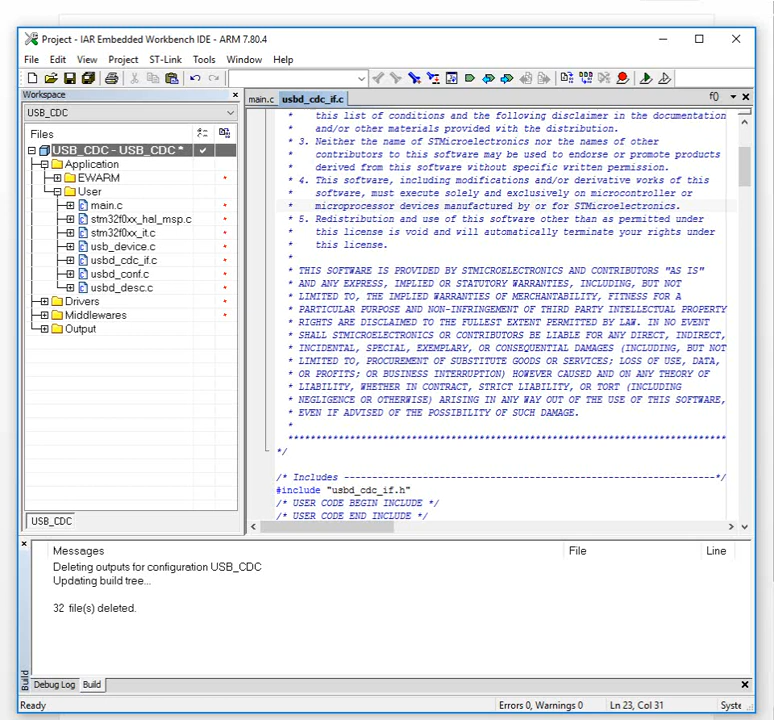 Project - IAR Embedded Workbench IDE - ARM 7.80.4
File Edit View Project ST-Link Tools Window Help
Workspace
USB_CDC
Files
USB_CDC - USB_CDC *
Application
EWARM
User
main.c
stm32f0xx_hal_msp.c
stm32f0xx_it.c
usb_device.c
usbd_cdc_if.c
usbd_conf.c
usbd_desc.c
Drivers
Middlewares
Output
USB_CDC
main.c usbd_cdc_if.c
f()
* this list of conditions and the following disclaimer in the documentation
* and/or other materials provided with the distribution.
* 3. Neither the name of STMicroelectronics nor the names of other
* contributors to this software may be used to endorse or promote products
* derived from this software without specific written permission.
* 4. This software, including modifications and/or derivative works of this
* software, must execute solely and exclusively on microcontroller or
* microprocessor devices manufactured by or for STMicroelectronics.
* 5. Redistribution and use of this software other than as permitted under
* this license is void and will automatically terminate your rights under
* this license.
*
* THIS SOFTWARE IS PROVIDED BY STMICROELECTRONICS AND CONTRIBUTORS "AS IS"
* AND ANY EXPRESS, IMPLIED OR STATUTORY WARRANTIES, INCLUDING, BUT NOT
* LIMITED TO, THE IMPLIED WARRANTIES OF MERCHANTABILITY, FITNESS FOR A
* PARTICULAR PURPOSE AND NON-INFRINGEMENT OF THIRD PARTY INTELLECTUAL PROPERTY
* RIGHTS ARE DISCLAIMED TO THE FULLEST EXTENT PERMITTED BY LAW. IN NO EVENT
* SHALL STMICROELECTRONICS OR CONTRIBUTORS BE LIABLE FOR ANY DIRECT, INDIRECT,
* INCIDENTAL, SPECIAL, EXEMPLARY, OR CONSEQUENTIAL DAMAGES (INCLUDING, BUT NOT
* LIMITED TO, PROCUREMENT OF SUBSTITUTE GOODS OR SERVICES; LOSS OF USE, DATA,
* OR PROFITS; OR BUSINESS INTERRUPTION) HOWEVER CAUSED AND ON ANY THEORY OF
* LIABILITY, WHETHER IN CONTRACT, STRICT LIABILITY, OR TORT (INCLUDING
* NEGLIGENCE OR OTHERWISE) ARISING IN ANY WAY OUT OF THE USE OF THIS SOFTWARE,
* EVEN IF ADVISED OF THE POSSIBILITY OF SUCH DAMAGE.
*
******************************************************************************
*/
/* Includes ------------------------------------------------------------------*/
#include "usbd_cdc_if.h"
/* USER CODE BEGIN INCLUDE */
/* USER CODE END INCLUDE */
Messages File Line
Deleting outputs for configuration USB_CDC
Updating build tree...
32 file(s) deleted.
Build
Debug Log Build
Ready Errors 0, Warnings 0 Ln 23, Col 31 Syste